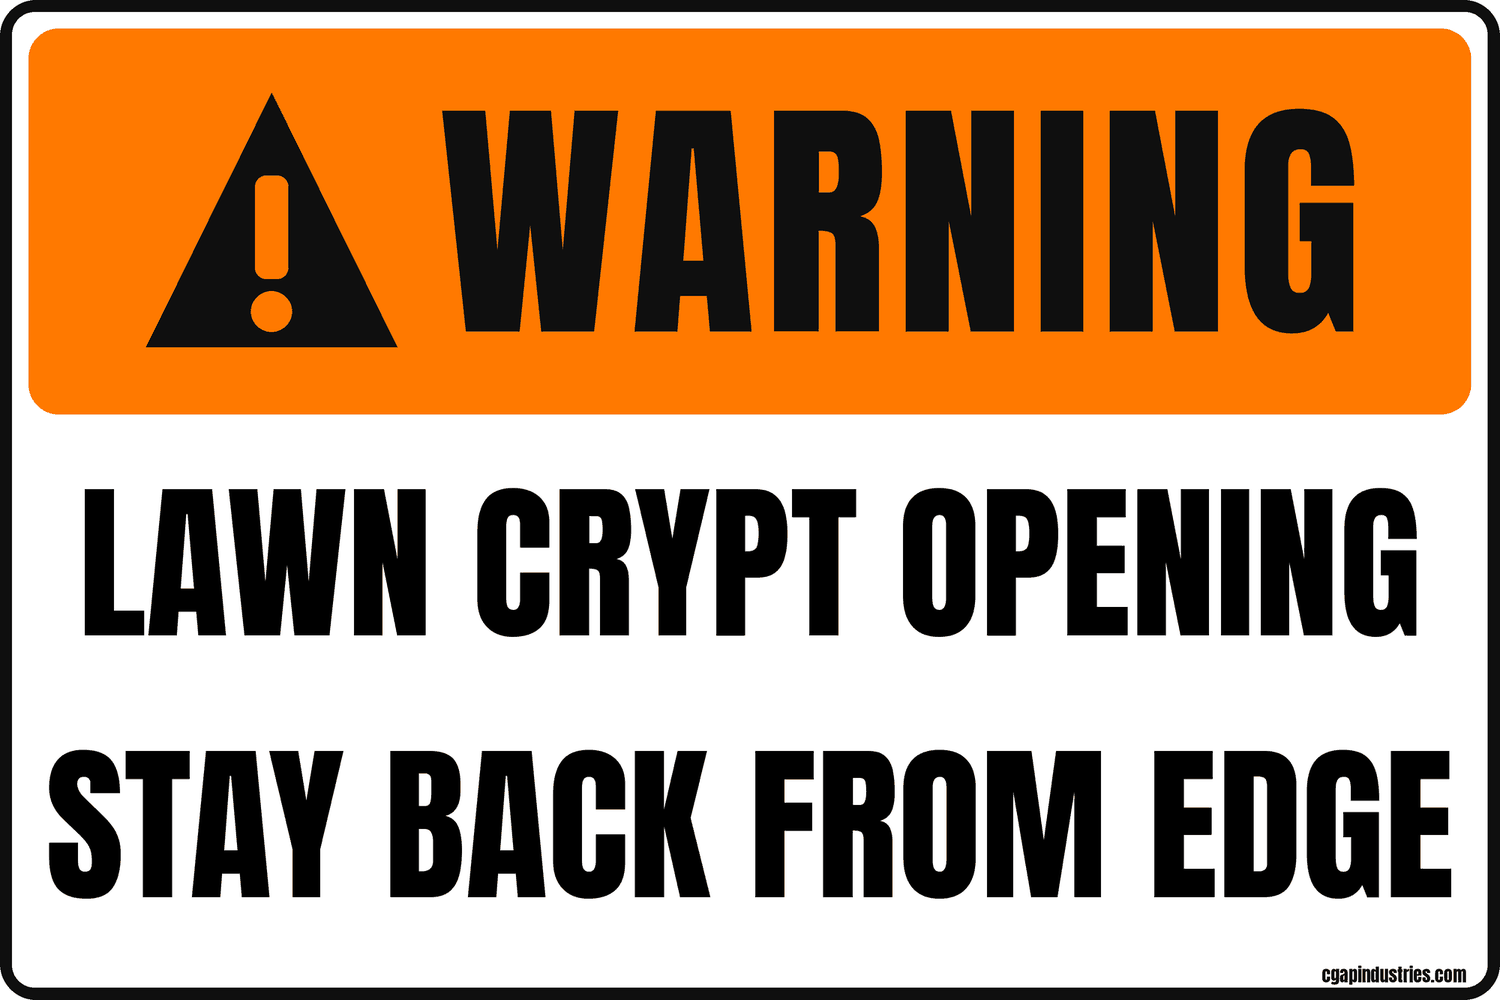 WARNING
LAWN CRYPT OPENING
STAY BACK FROM EDGE
cgapindustries.com